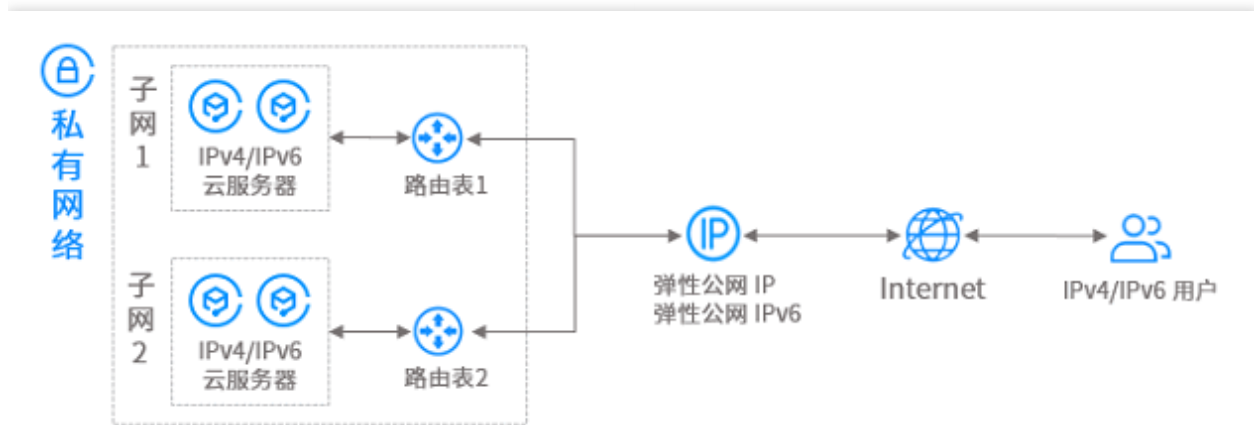 私有网络
子网1
IPv4/IPv6
云服务器
路由表1
子网2
IPv4/IPv6
云服务器
路由表2
IP
弹性公网 IP
弹性公网 IPv6
Internet
IPv4/IPv6 用户